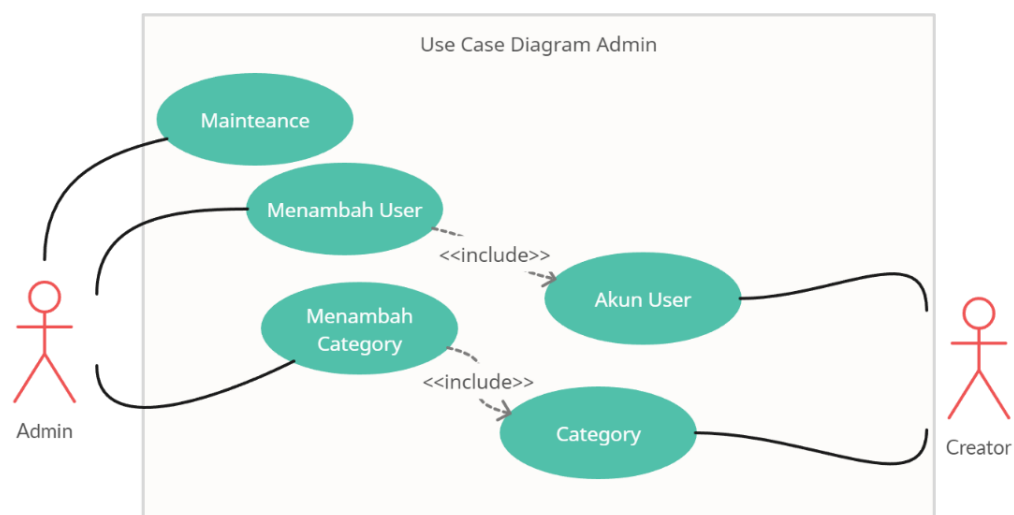 Use Case Diagram Admin
Mainteance
Menambah User
<<include>>
Akun User
Menambah
Category
<<include>>
Category
Admin
Creator